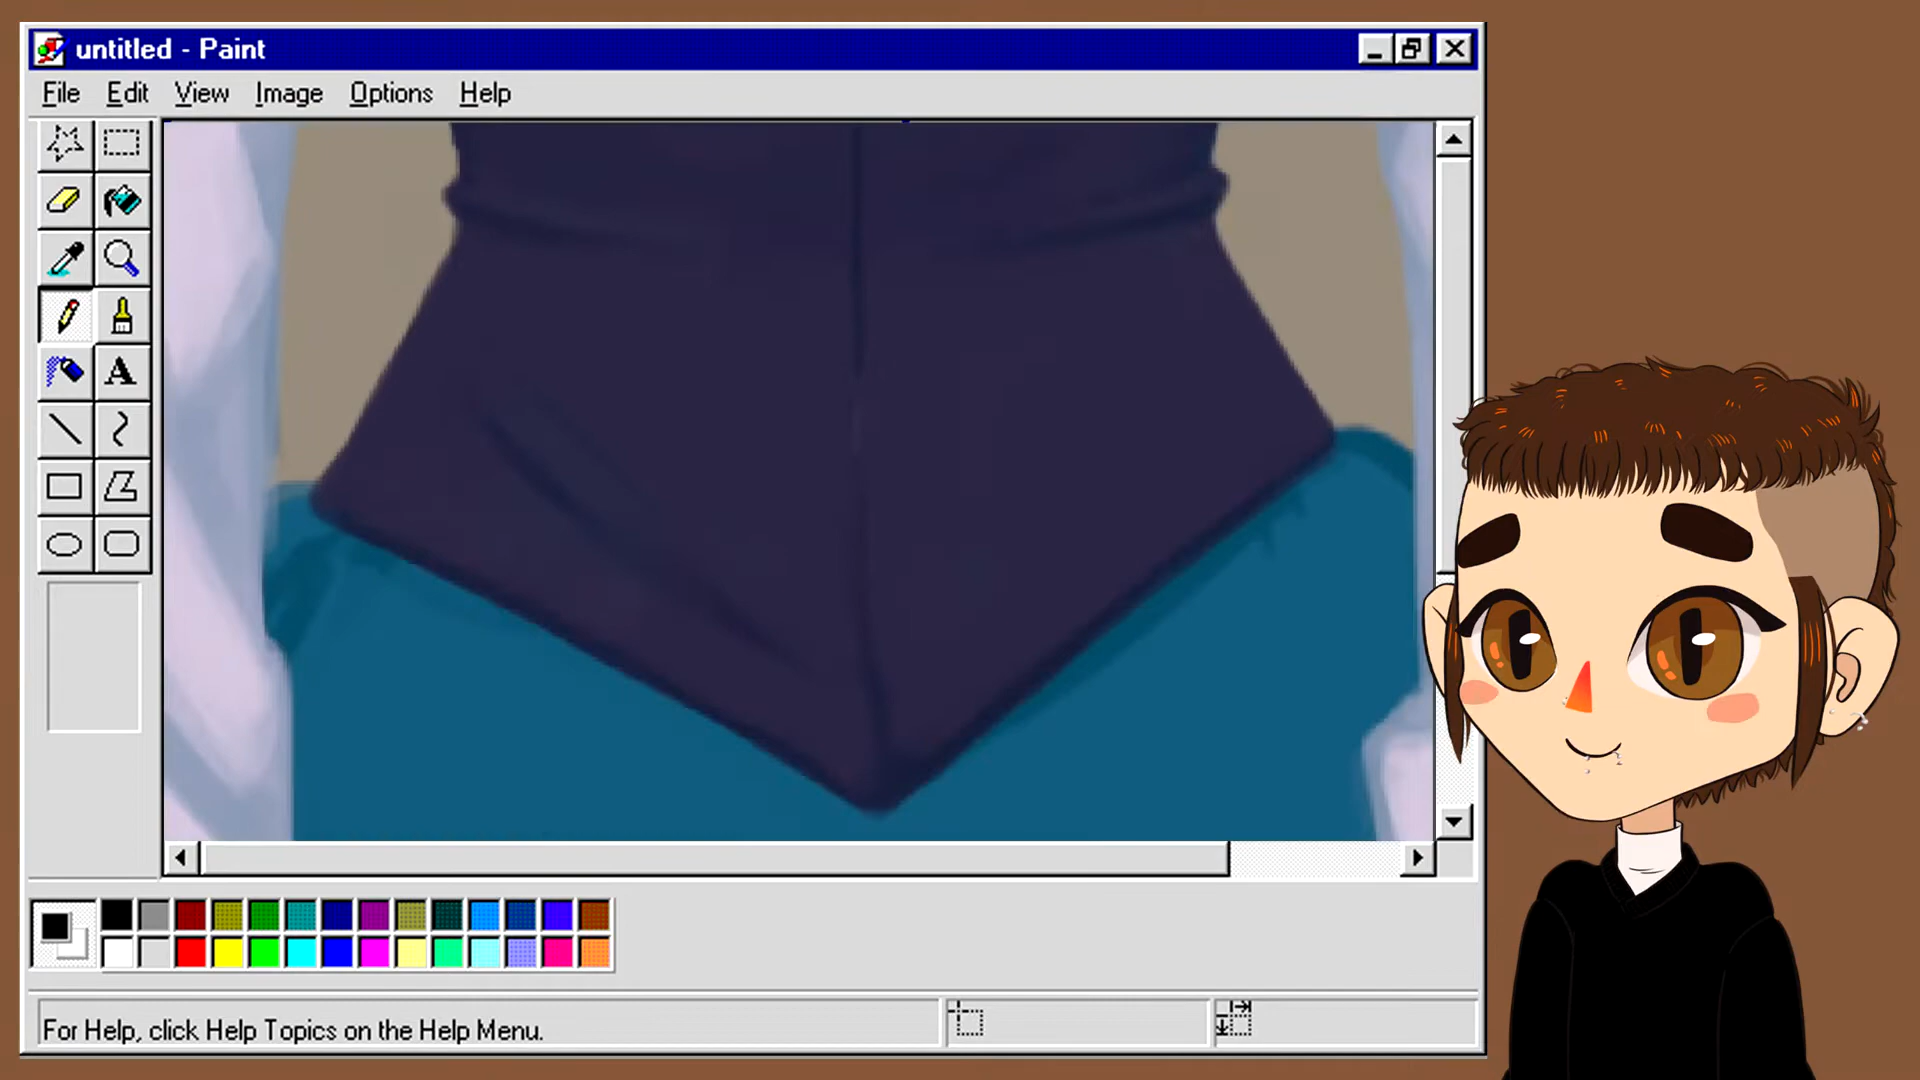 untitled - Paint
File Edit View Image Options Help
A
For Help, click Help Topics on the Help Menu.